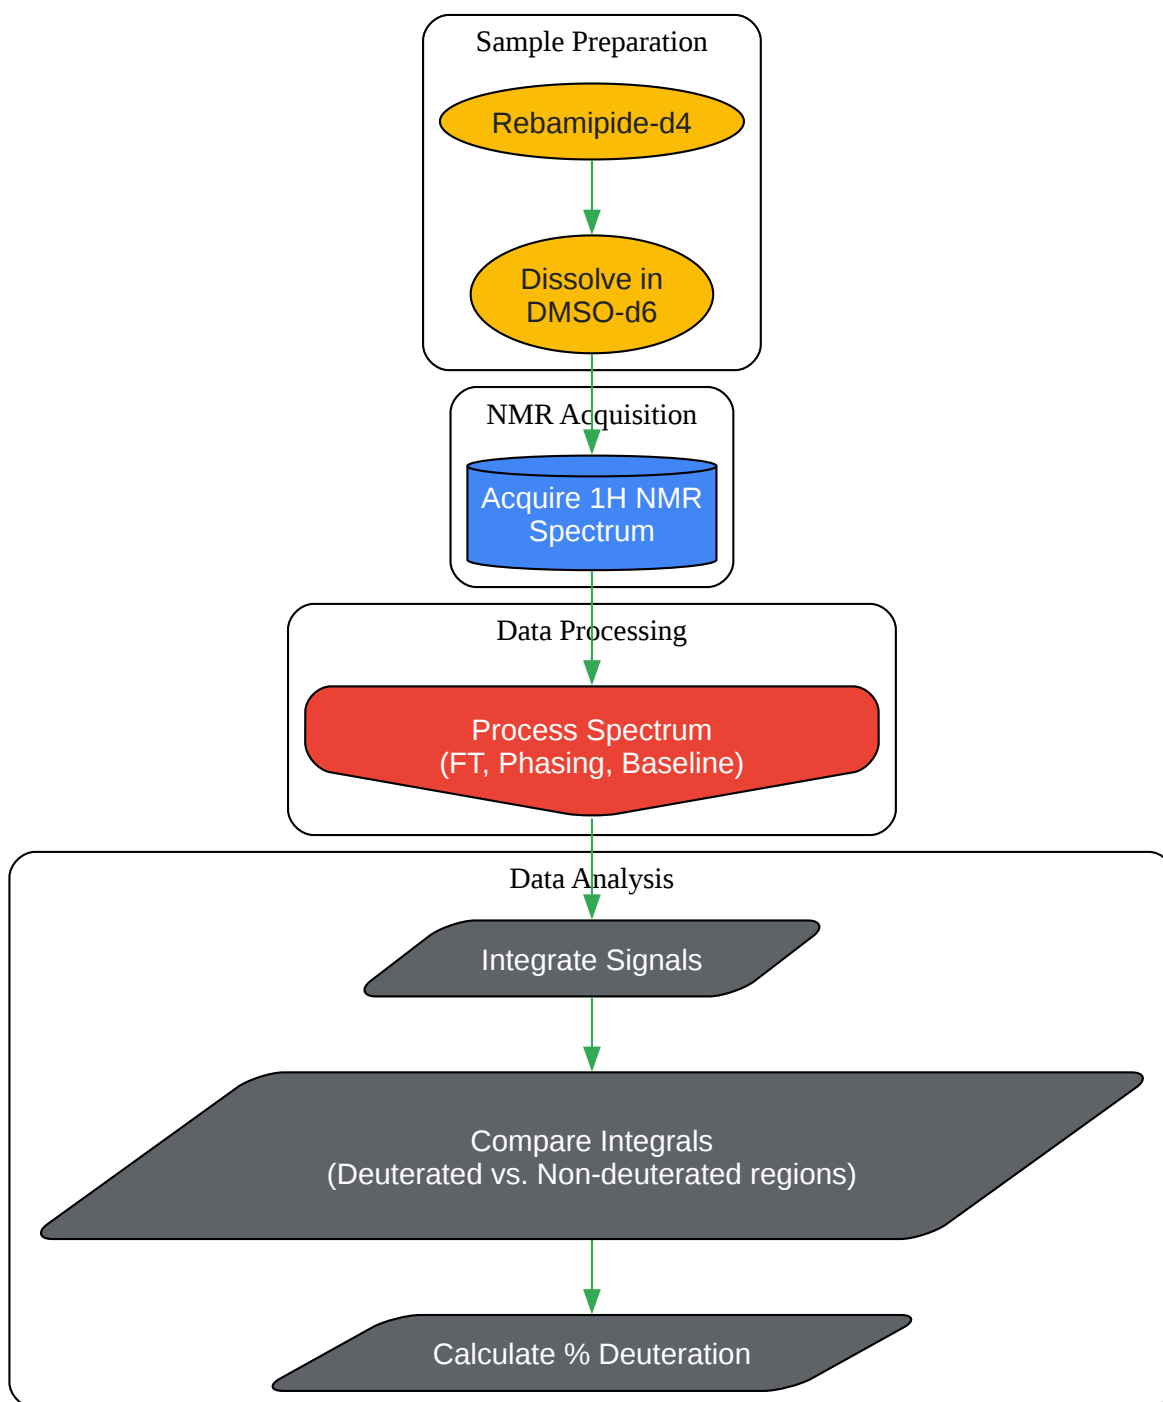 Sample Preparation
Rebamipide-d4
Dissolve in
DMSO-d6
NMR Acquisition
Acquire 1H NMR
Spectrum
Data Processing
Process Spectrum
(FT, Phasing, Baseline)
Data Analysis
Integrate Signals
Compare Integrals
(Deuterated vs. Non-deuterated regions)
Calculate % Deuteration